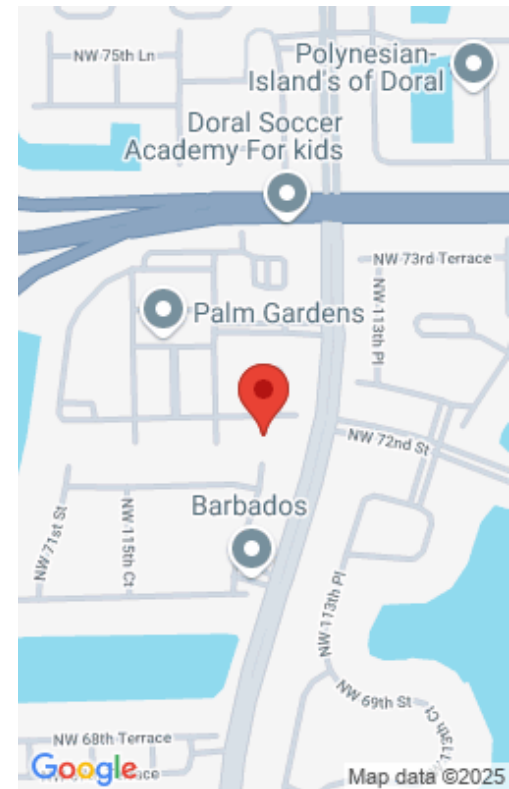 NW 75th Ln
Polynesian-
Island's of Doral
Doral Soccer
Academy For kids
NW 73rd Terrace
NW 113th Pl
Palm Gardens
NW 72nd St
Barbados
NW 71st St
NW 115th Ct
NW 113th Pl
NW 69th St
113th Ct
NW 68th Terrace
Google
Map data ©2025